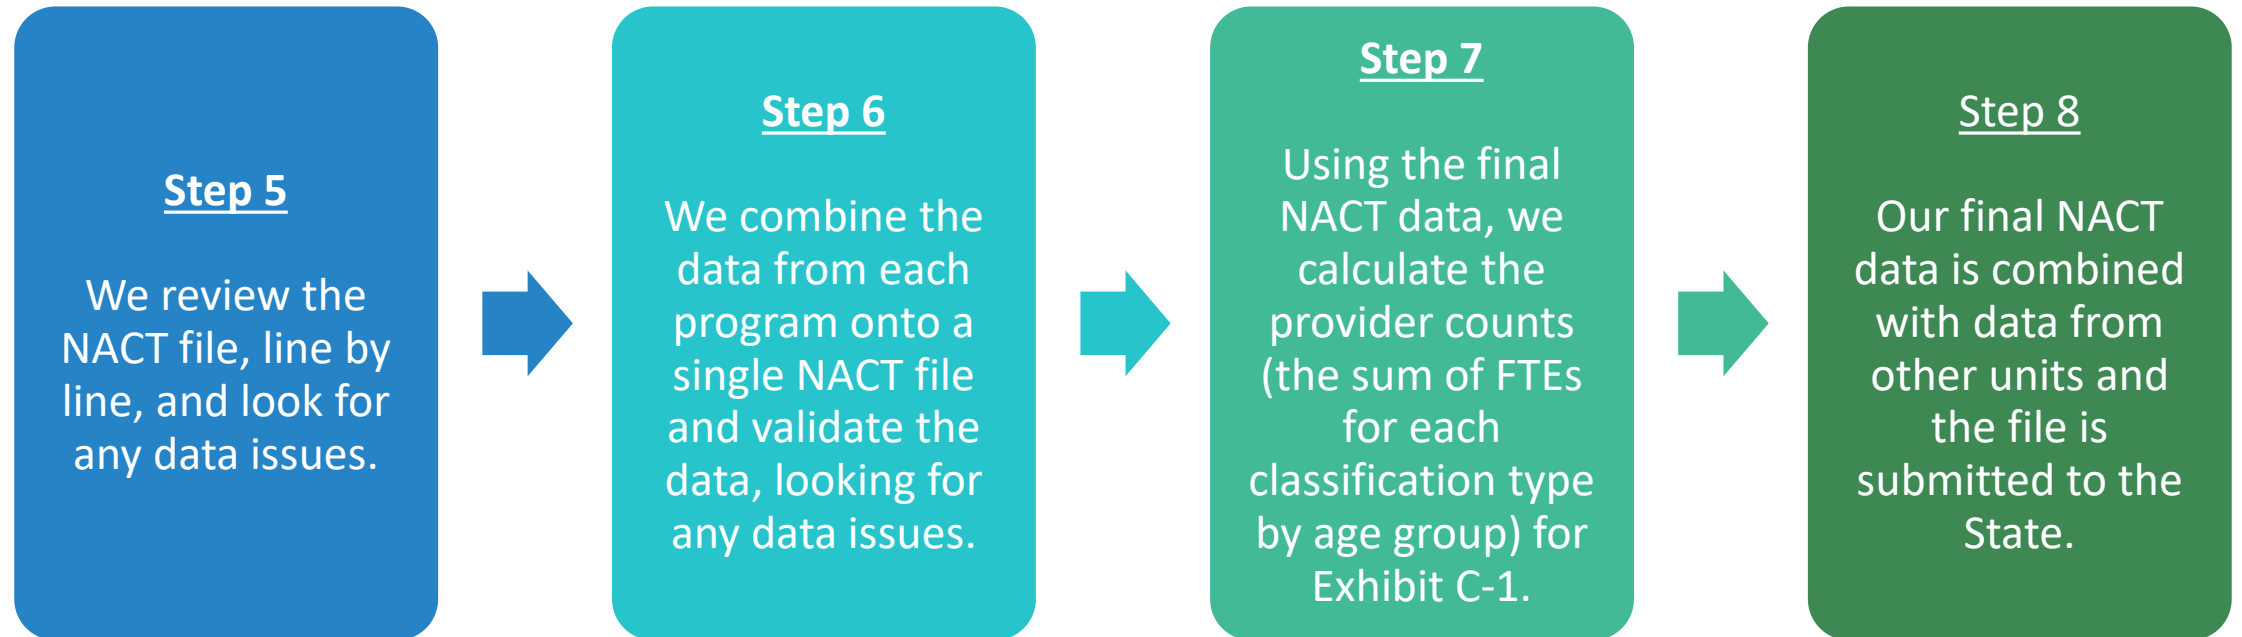 Step 5
We review the
NACT file, line by
line, and look for
any data issues.
Step 6
We combine the
data from each
program onto a
single NACT file
and validate the
data, looking for
any data issues.
Step 7
Using the final
NACT data, we
calculate the
provider counts
(the sum of FTEs
for each
classification type
by age group) for
Exhibit C-1.
Step 8
Our final NACT
data is combined
with data from
other units and
the file is
submitted to the
State.